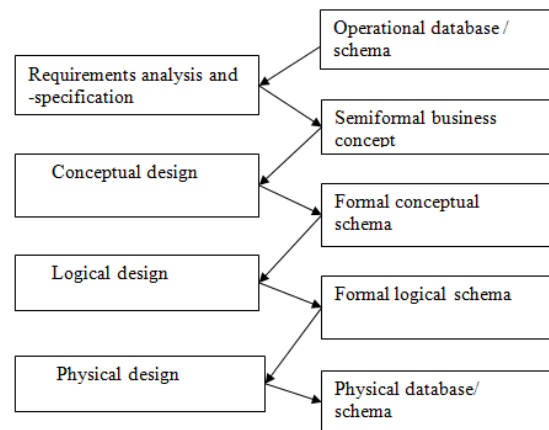 Operational database /
schema
Requirements analysis and
-specification
Semiformal business
concept
Conceptual design
Formal conceptual
schema
Logical design
Formal logical schema
Physical design
Physical database/
schema